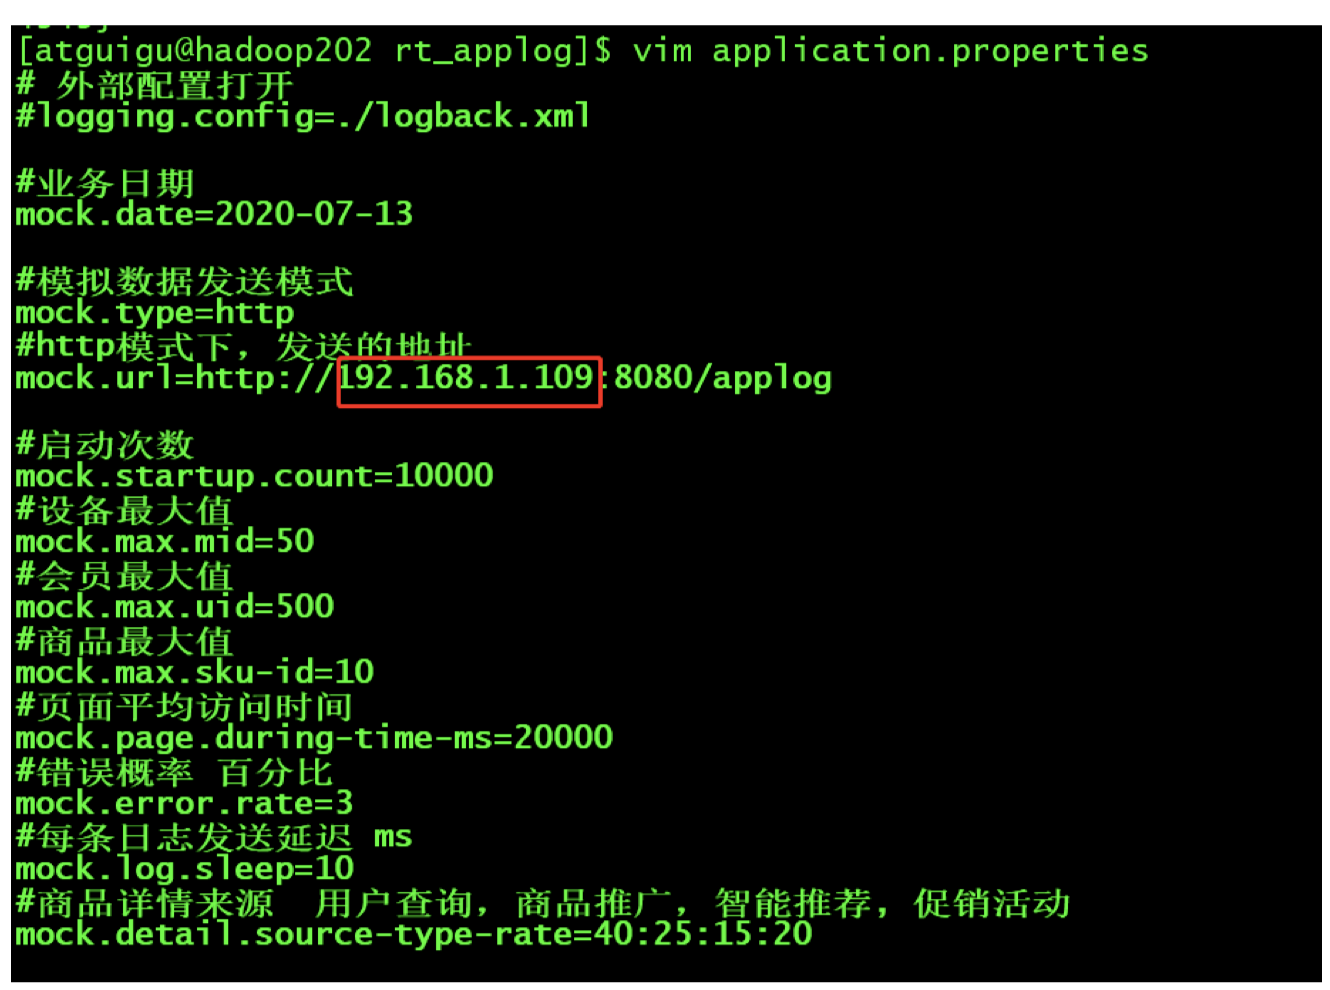 [atguigu@hadoop202 rt_applog]$ vim application.properties
# 外部配置打开
#logging.config=./logback.xml
#业务日期
mock.date=2020-07-13
#模拟数据发送模式
mock.type=http
#http模式下，发送的地址
mock.url=http://192.168.1.109:8080/applog
#启动次数
mock.startup.count=10000
#设备最大值
mock.max.mid=50
#会员最大值
mock.max.uid=500
#商品最大值
mock.max.sku-id=10
#页面平均访问时间
mock.page.during-time-ms=20000
#错误概率 百分比
mock.error.rate=3
#每条日志发送延迟 ms
mock.log.sleep=10
#商品详情来源  用户查询，商品推广，智能推荐，促销活动
mock.detail.source-type-rate=40:25:15:20